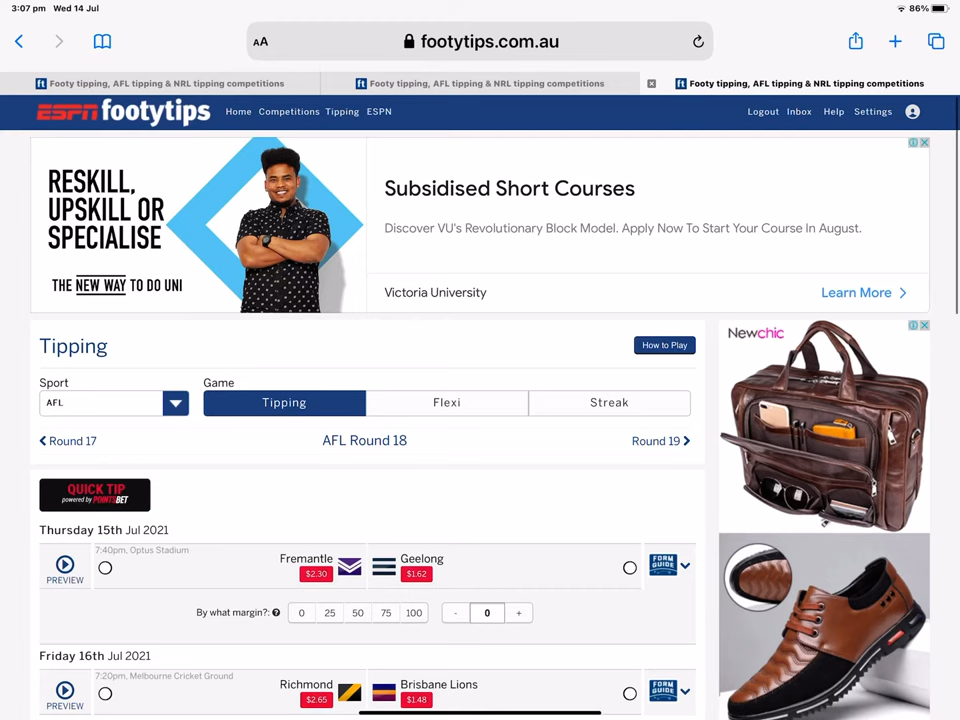 3:07 pm Wed 14 Jul 86%
AA footytips.com.au
Footy tipping, AFL tipping & NRL tipping competitions
Footy tipping, AFL tipping & NRL tipping competitions
Footy tipping, AFL tipping & NRL tipping competitions
ESPN footytips Home Competitions Tipping ESPN Logout Inbox Help Settings
RESKILL,
UPSKILL OR
SPECIALISE
THE NEW WAY TO DO UNI
Subsidised Short Courses
Discover VU's Revolutionary Block Model. Apply Now To Start Your Course In August.
Victoria University Learn More
Tipping How to Play
Sport Game
AFL Tipping Flexi Streak
Round 17 AFL Round 18 Round 19
QUICK TIP
powered by POINTSBET
Thursday 15th Jul 2021
7:40pm, Optus Stadium
PREVIEW Fremantle Geelong FORM GUIDE
$2.30 $1.62
By what margin?: 0 25 50 75 100 - 0 +
Friday 16th Jul 2021
7:20pm, Melbourne Cricket Ground
PREVIEW Richmond Brisbane Lions FORM GUIDE
$2.65 $1.48
Newchic